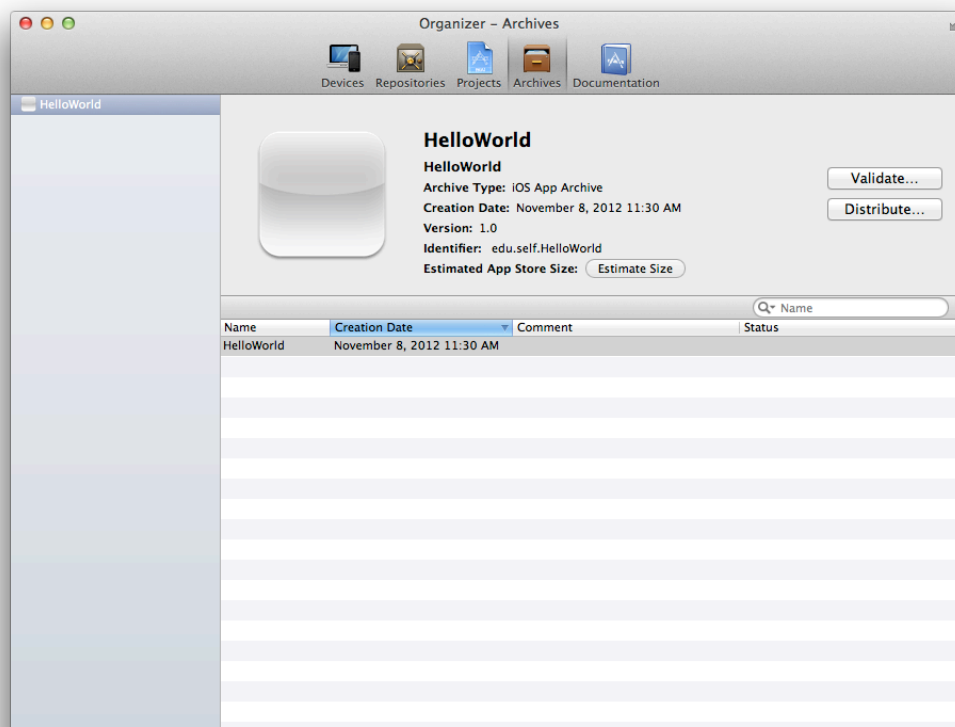 Organizer – Archives
Devices Repositories Projects Archives Documentation
HelloWorld
HelloWorld
HelloWorld
Archive Type: iOS App Archive
Creation Date: November 8, 2012 11:30 AM
Version: 1.0
Identifier: edu.self.HelloWorld
Estimated App Store Size: Estimate Size
Validate...
Distribute...
Name
Name Creation Date Comment Status
HelloWorld November 8, 2012 11:30 AM